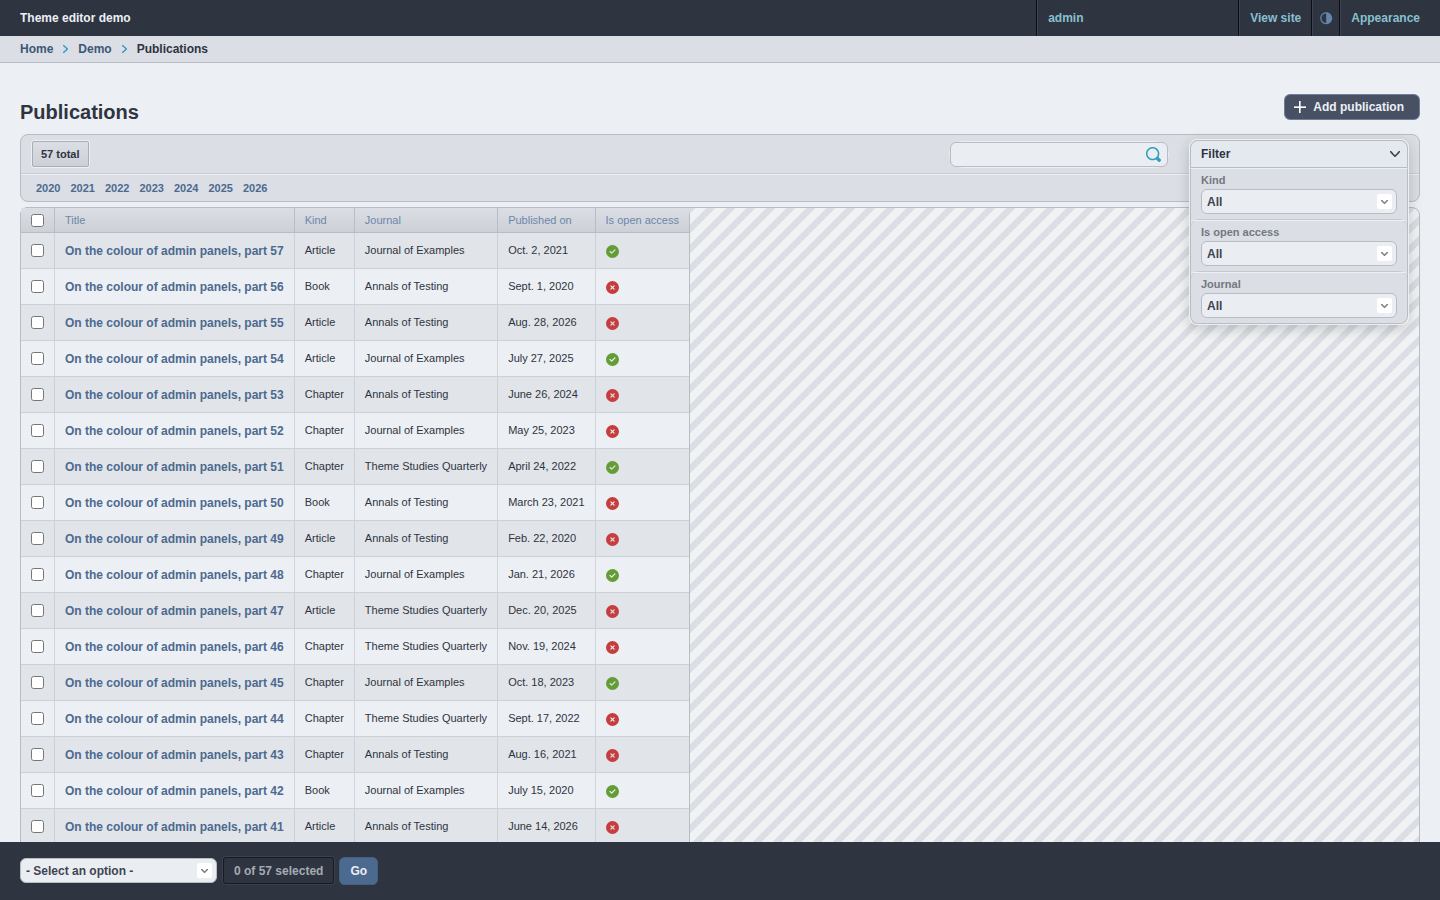 Theme editor demo
admin
View site
Appearance
Home
Demo
Publications
Publications
Add publication
57 total
Filter
2020 2021 2022 2023 2024 2025 2026
Kind
All
Is open access
All
Journal
All
Title Kind Journal Published on Is open access
On the colour of admin panels, part 57 Article Journal of Examples Oct. 2, 2021
On the colour of admin panels, part 56 Book Annals of Testing Sept. 1, 2020
On the colour of admin panels, part 55 Article Annals of Testing Aug. 28, 2026
On the colour of admin panels, part 54 Article Journal of Examples July 27, 2025
On the colour of admin panels, part 53 Chapter Annals of Testing June 26, 2024
On the colour of admin panels, part 52 Chapter Journal of Examples May 25, 2023
On the colour of admin panels, part 51 Chapter Theme Studies Quarterly April 24, 2022
On the colour of admin panels, part 50 Book Annals of Testing March 23, 2021
On the colour of admin panels, part 49 Article Annals of Testing Feb. 22, 2020
On the colour of admin panels, part 48 Chapter Journal of Examples Jan. 21, 2026
On the colour of admin panels, part 47 Article Theme Studies Quarterly Dec. 20, 2025
On the colour of admin panels, part 46 Chapter Theme Studies Quarterly Nov. 19, 2024
On the colour of admin panels, part 45 Chapter Journal of Examples Oct. 18, 2023
On the colour of admin panels, part 44 Chapter Theme Studies Quarterly Sept. 17, 2022
On the colour of admin panels, part 43 Chapter Annals of Testing Aug. 16, 2021
On the colour of admin panels, part 42 Book Journal of Examples July 15, 2020
On the colour of admin panels, part 41 Article Annals of Testing June 14, 2026
- Select an option -
0 of 57 selected
Go